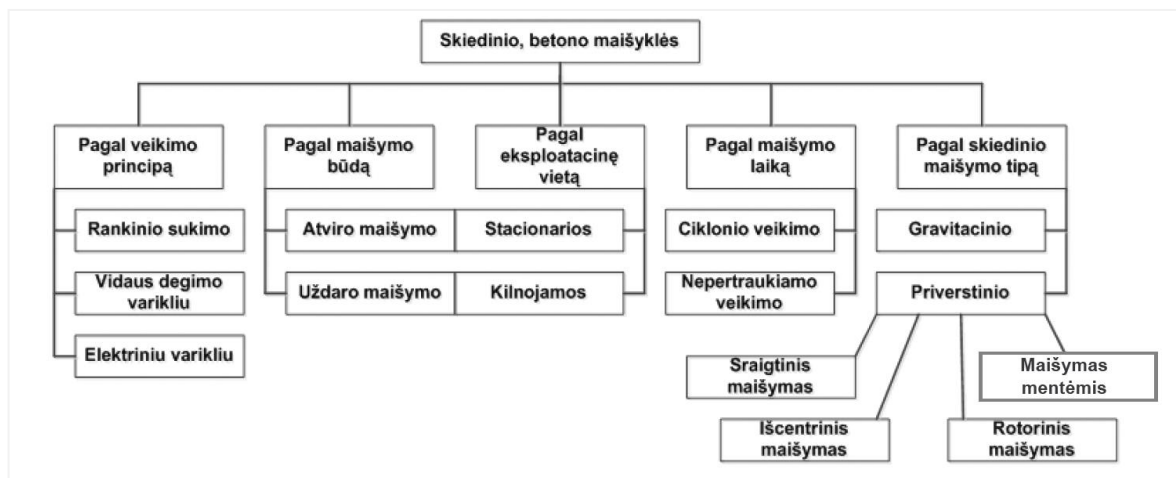 Skiedinio, betono maišyklės
Pagal veikimo
principą
Pagal maišymo
būdą
Pagal
eksploatacinę
vietą
Pagal maišymo
laiką
Pagal skiedinio
maišymo tipą
Rankinio sukimo
Atviro maišymo
Stacionarios
Ciklonio veikimo
Gravitacinio
Vidaus degimo
varikliu
Uždaro maišymo
Kilnojamos
Nepertraukiamo
veikimo
Priverstinio
Elektriniu varikliu
Sraigtinis
maišymas
Maišymas
mentėmis
Išcentrinis
maišymas
Rotorinis
maišymas